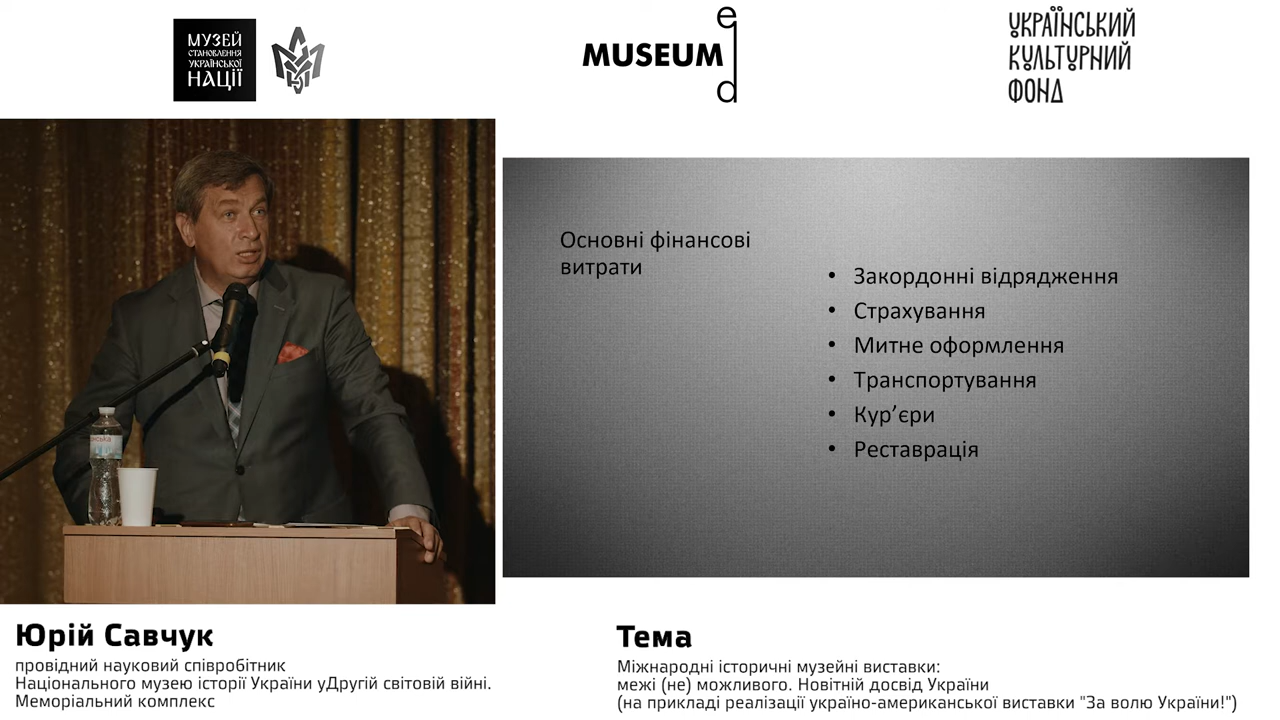 МУЗЕЙ
СТАНОВЛЕННЯ
УКРАЇНСЬКОЇ
НАЦІЇ
MUSEUM
ed
УКРАЇНСЬКИЙ
КУЛЬТУРНИЙ
ФОНД
Основні фінансові
витрати
• Закордонні відрядження
• Страхування
• Митне оформлення
• Транспортування
• Кур’єри
• Реставрація
Юрій Савчук
провідний науковий співробітник
Національного музею історії України уДругій світовій війні.
Меморіальний комплекс
Тема
Міжнародні історичні музейні виставки:
межі (не) можливого. Новітній досвід України
(на прикладі реалізації україно-американської виставки "За волю України!")